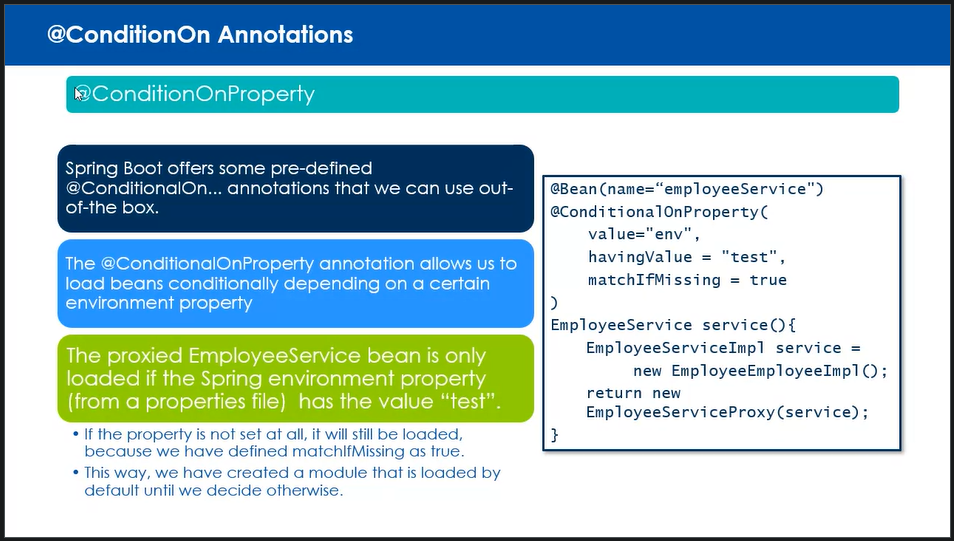 @ConditionOn Annotations
@ConditionOnProperty
Spring Boot offers some pre-defined
@ConditionalOn... annotations that we can use out-
of-the box.
The @ConditionalOnProperty annotation allows us to
load beans conditionally depending on a certain
environment property
The proxied EmployeeService bean is only
loaded if the Spring environment property
(from a properties file) has the value “test”.
• If the property is not set at all, it will still be loaded,
because we have defined matchIfMissing as true.
• This way, we have created a module that is loaded by
default until we decide otherwise.
@Bean(name=“employeeService")
@ConditionalOnProperty(
value="env",
havingValue = "test",
matchIfMissing = true
)
EmployeeService service(){
EmployeeServiceImpl service =
new EmployeeEmployeeImpl();
return new
EmployeeServiceProxy(service);
}